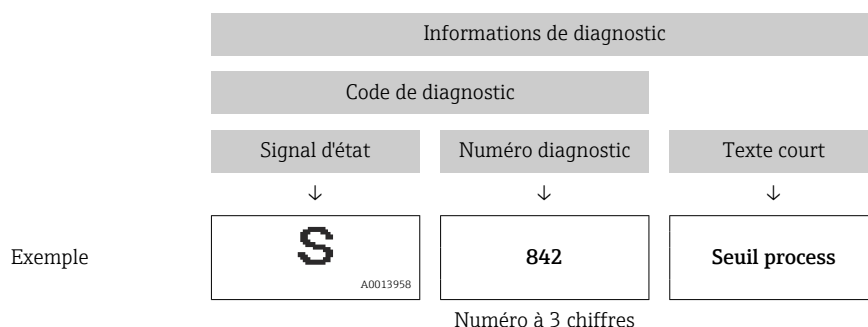 Informations de diagnostic
Code de diagnostic
Signal d'état Numéro diagnostic Texte court
↓ ↓ ↓
Exemple S 842 Seuil process
A0013958
Numéro à 3 chiffres